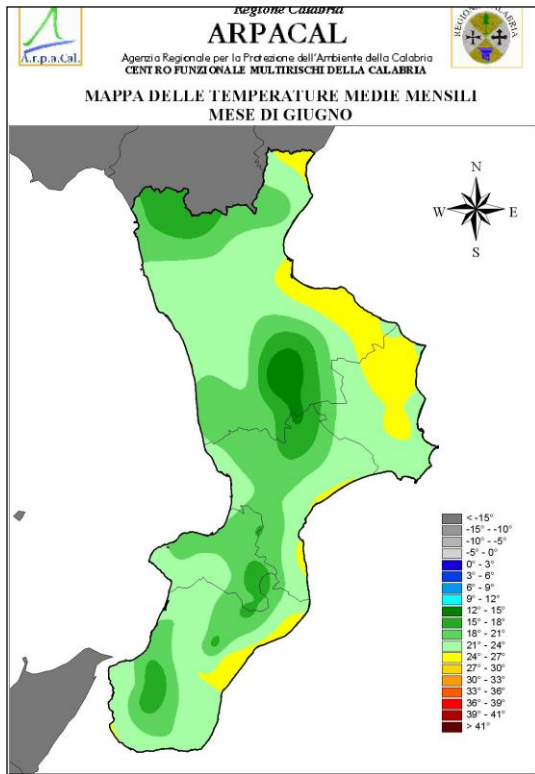 Regione Calabria
ARPACAL
A.r.p.a.Cal.
Agenzia Regionale per la Protezione dell'Ambiente della Calabria
CENTRO FUNZIONALE MULTIRISCHI DELLA CALABRIA
MAPPA DELLE TEMPERATURE MEDIE MENSILI
MESE DI GIUGNO
N
W E
S
< -15°
-15° - -10°
-10° - -5°
-5° - 0°
0° - 3°
3° - 6°
6° - 9°
9° - 12°
12° - 15°
15° - 18°
18° - 21°
21° - 24°
24° - 27°
27° - 30°
30° - 33°
33° - 36°
36° - 39°
39° - 41°
> 41°